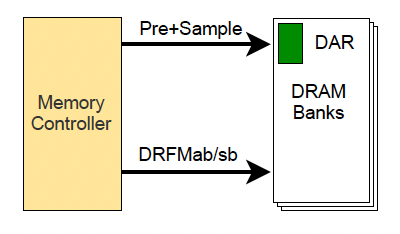 Pre+Sample
DAR
Memory
Controller
DRAM
Banks
DRFMab/sb